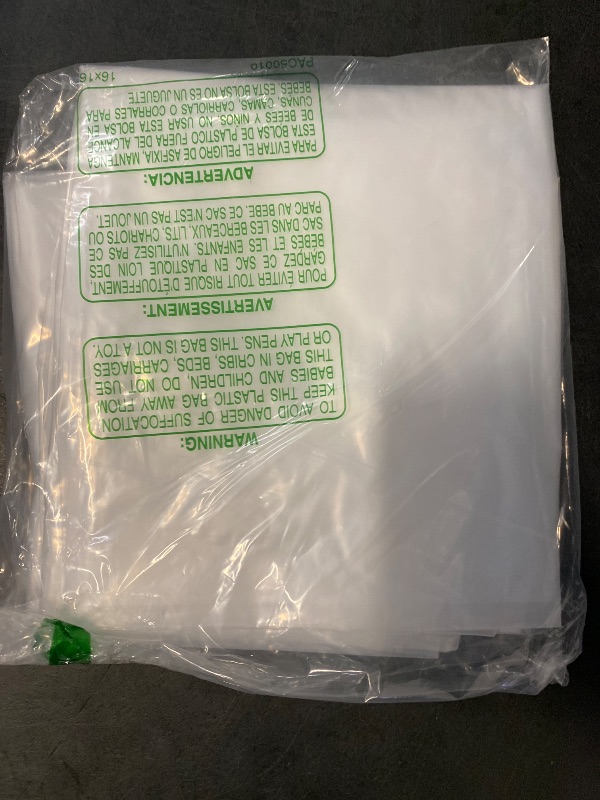 WARNING:
TO AVOID DANGER OF SUFFOCATION
KEEP THIS PLASTIC BAG AWAY FROM
BABIES AND CHILDREN, DO NOT USE
THIS BAG IN CRIBS, BEDS, CARRIAGES
OR PLAY PENS. THIS BAG IS NOT A TOY.
AVERTISSEMENT:
POUR ÉVITER TOUT RISQUE D'ÉTOUFFEMENT,
GARDEZ CE SAC EN PLASTIQUE LOIN DES
BEBES ET LES ENFANTS. N'UTILISEZ PAS CE
SAC DANS LES BERCEAUX, LITS, CHARIOTS OU
PARC AU BEBE. CE SAC N'EST PAS UN JOUET.
ADVERTENCIA:
PARA EVITAR EL PELIGRO DE ASFIXIA, MANTENGA
ESTA BOLSA DE PLASTICO FUERA DEL ALCANCE
DE BEBES Y NINOS. NO USAR ESTA BOLSA EN
CUNAS, CAMAS, CARRIOLAS O CORRALES PARA
BEBES. ESTA BOLSA NO ES UN JUGUETE
PAC50010 16x16